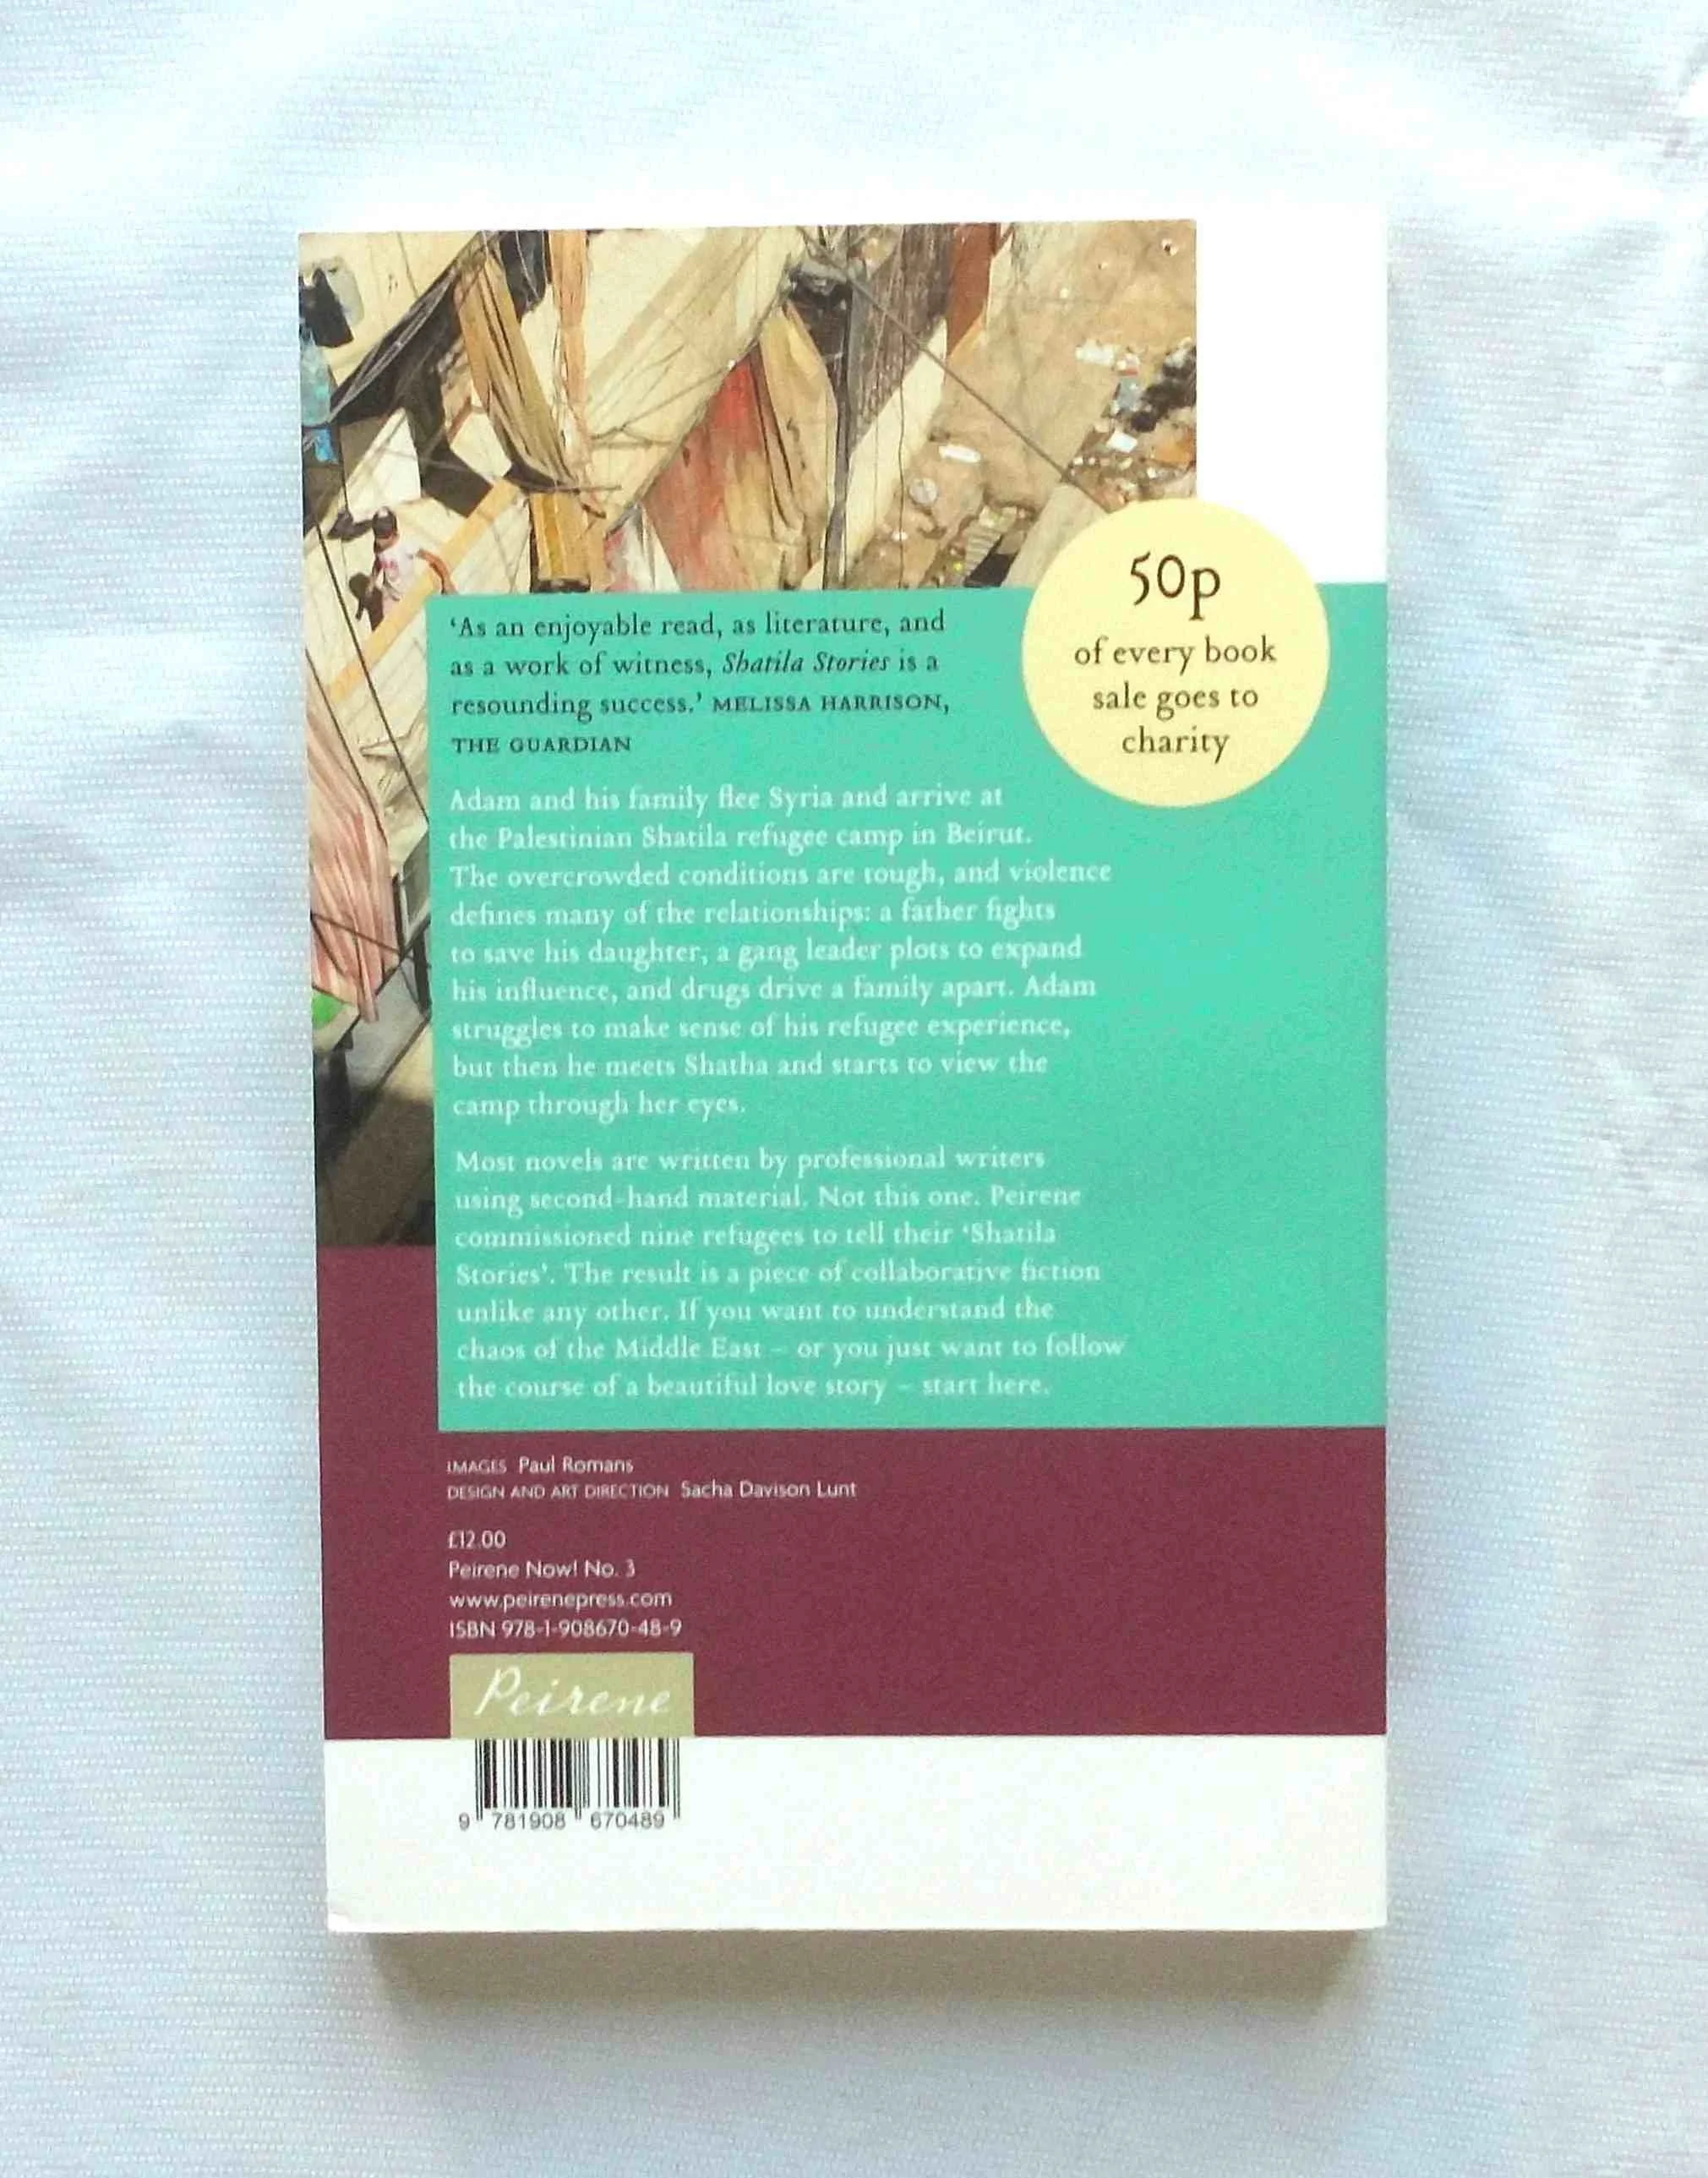 'As an enjoyable read, as literature, and
as a work of witness, Shatila Stories is a
resounding success.' MELISSA HARRISON,
THE GUARDIAN
50p
of every book
sale goes to
charity
Adam and his family flee Syria and arrive at
the Palestinian Shatila refugee camp in Beirut.
The overcrowded conditions are tough, and violence
defines many of the relationships: a father fights
to save his daughter, a gang leader plots to expand
his influence, and drugs drive a family apart. Adam
struggles to make sense of his refugee experience,
but then he meets Shatha and starts to view the
camp through her eyes.
Most novels are written by professional writers
using second-hand material. Not this one. Peirene
commissioned nine refugees to tell their 'Shatila
Stories'. The result is a piece of collaborative fiction
unlike any other. If you want to understand the
chaos of the Middle East – or you just want to follow
the course of a beautiful love story – start here.
IMAGES Paul Romans
DESIGN AND ART DIRECTION Sacha Davison Lunt
£12.00
Peirene Now! No. 3
www.peirenepress.com
ISBN 978-1-908670-48-9
Peirene
9 781908 670489